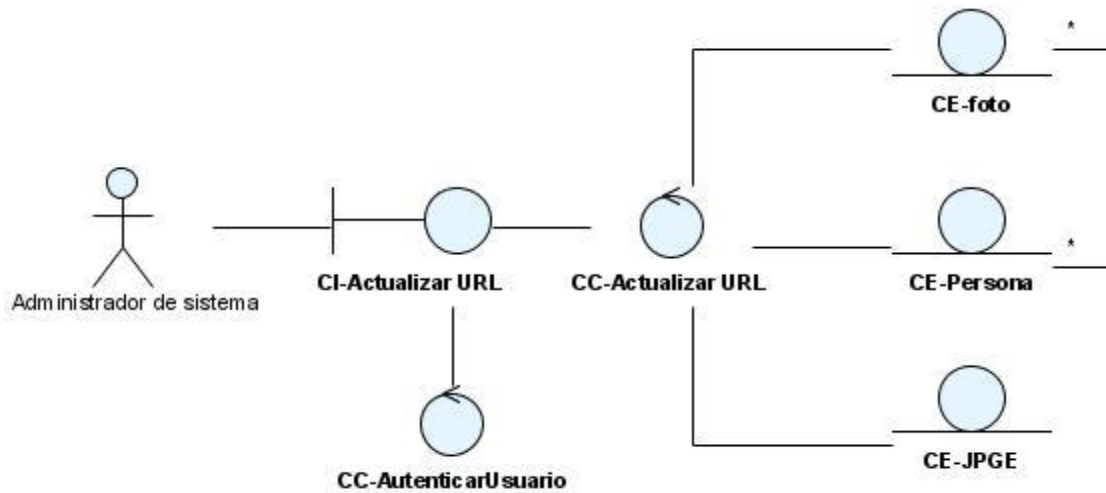 *
CE-foto
Administrador de sistema
CI-Actualizar URL
CC-Actualizar URL
*
CE-Persona
CC-AutenticarUsuario
CE-JPGE